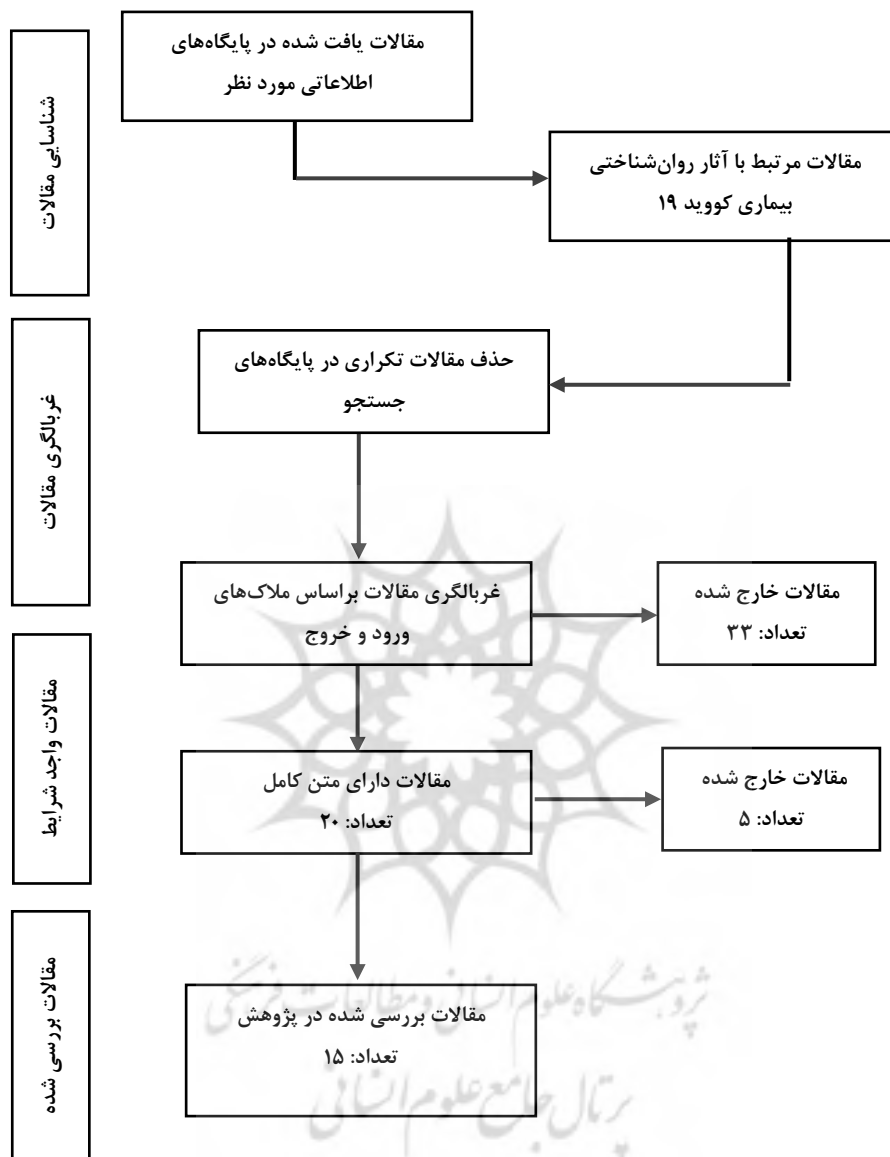 شناسایی مقالات
مقالات یافت شده در پایگاه‌های
اطلاعاتی مورد نظر
مقالات مرتبط با آثار روان‌شناختی
بیماری کووید ۱۹
غربالگری مقالات
حذف مقالات تکراری در پایگاه‌های
جستجو
غربالگری مقالات براساس ملاک‌های
ورود و خروج
مقالات خارج شده
تعداد: ۳۳
مقالات واجد شرایط
مقالات دارای متن کامل
تعداد: ۲۰
مقالات خارج شده
تعداد: ۵
مقالات بررسی شده
مقالات بررسی شده در پژوهش
تعداد: ۱۵
پژوهشگاه علوم انسانی و مطالعات فرهنگی
پرتال جامع علوم انسانی